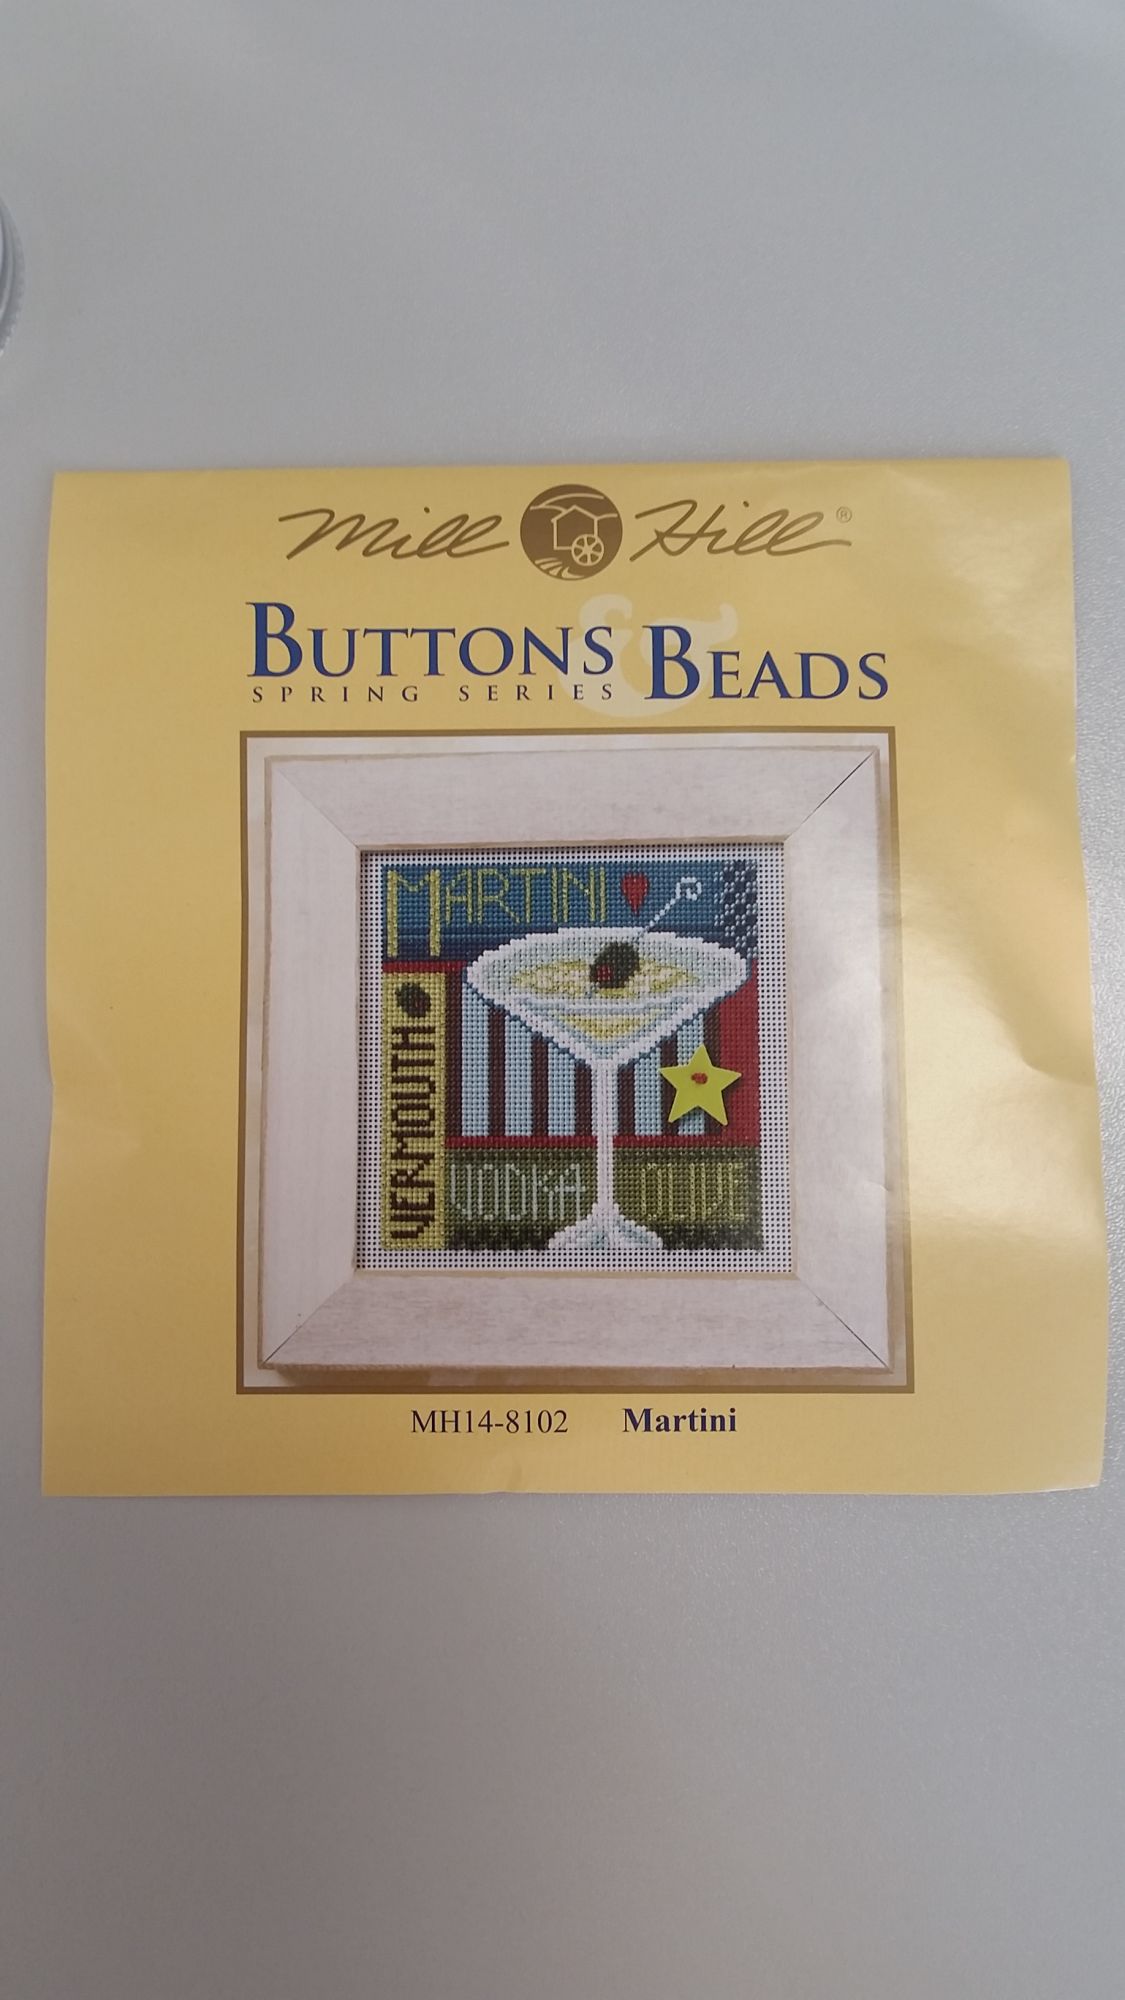 Mill Hill®
BUTTONS & BEADS
SPRING SERIES
MARTINI
VERMOUTH
VODKA OLIVE
MH14-8102 Martini